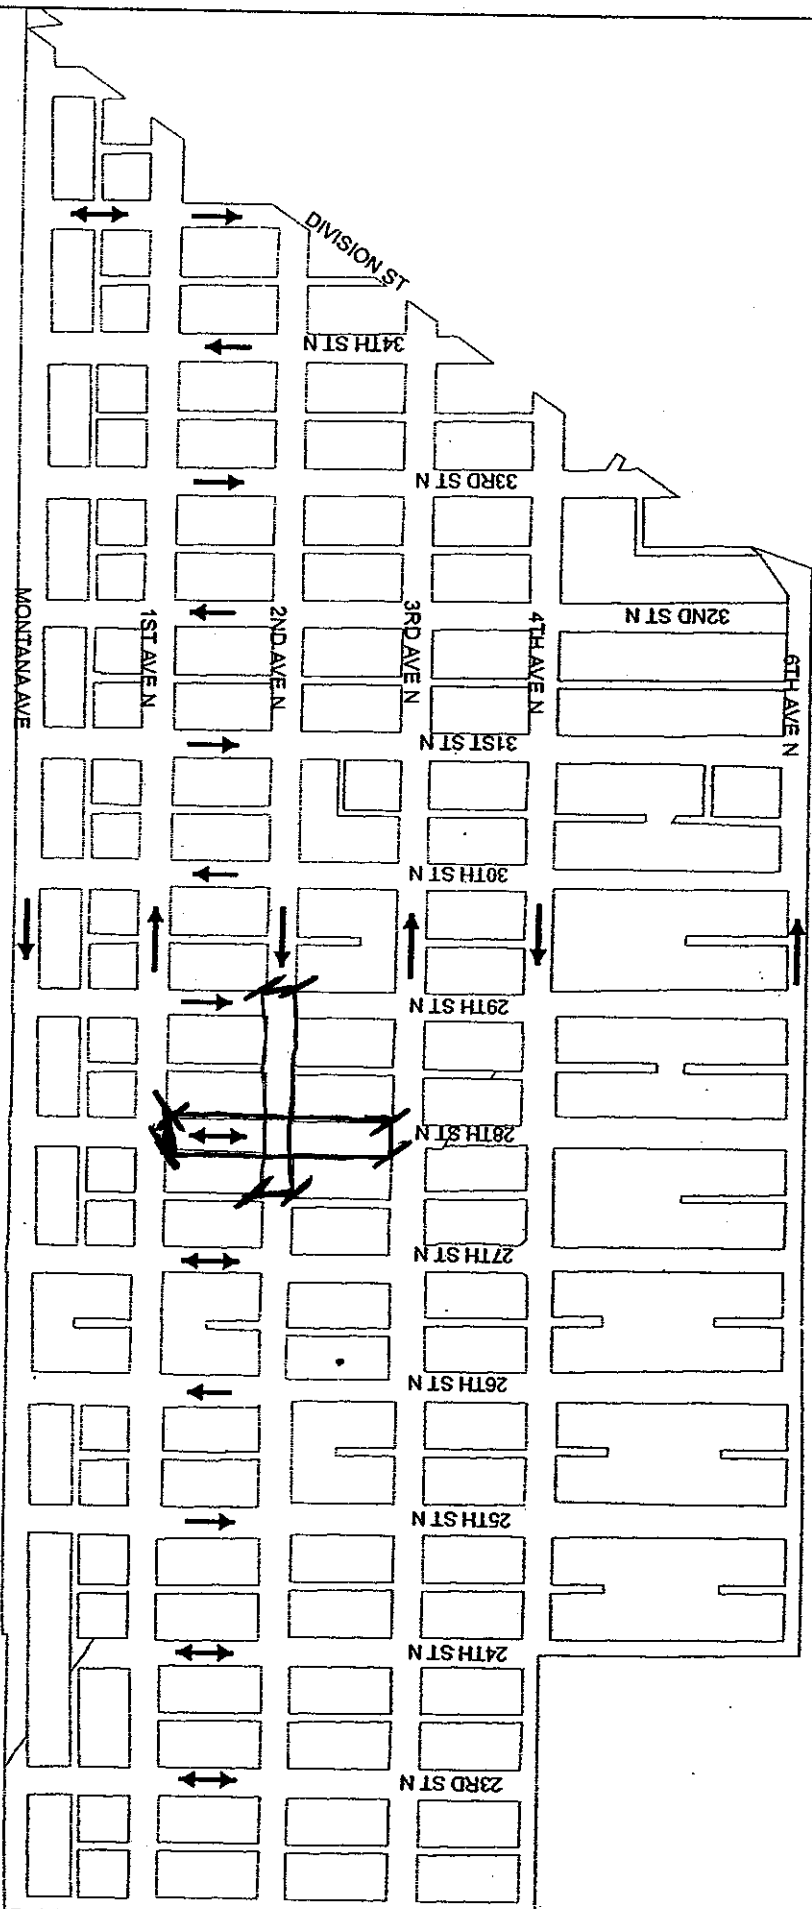 DIVISION ST
34TH ST N
33RD ST N
32ND ST N
MONTANA AVE
1ST AVE N
2ND AVE N
3RD AVE N
4TH AVE N
6TH AVE N
31ST ST N
30TH ST N
29TH ST N
28TH ST N
27TH ST N
26TH ST N
25TH ST N
24TH ST N
23RD ST N